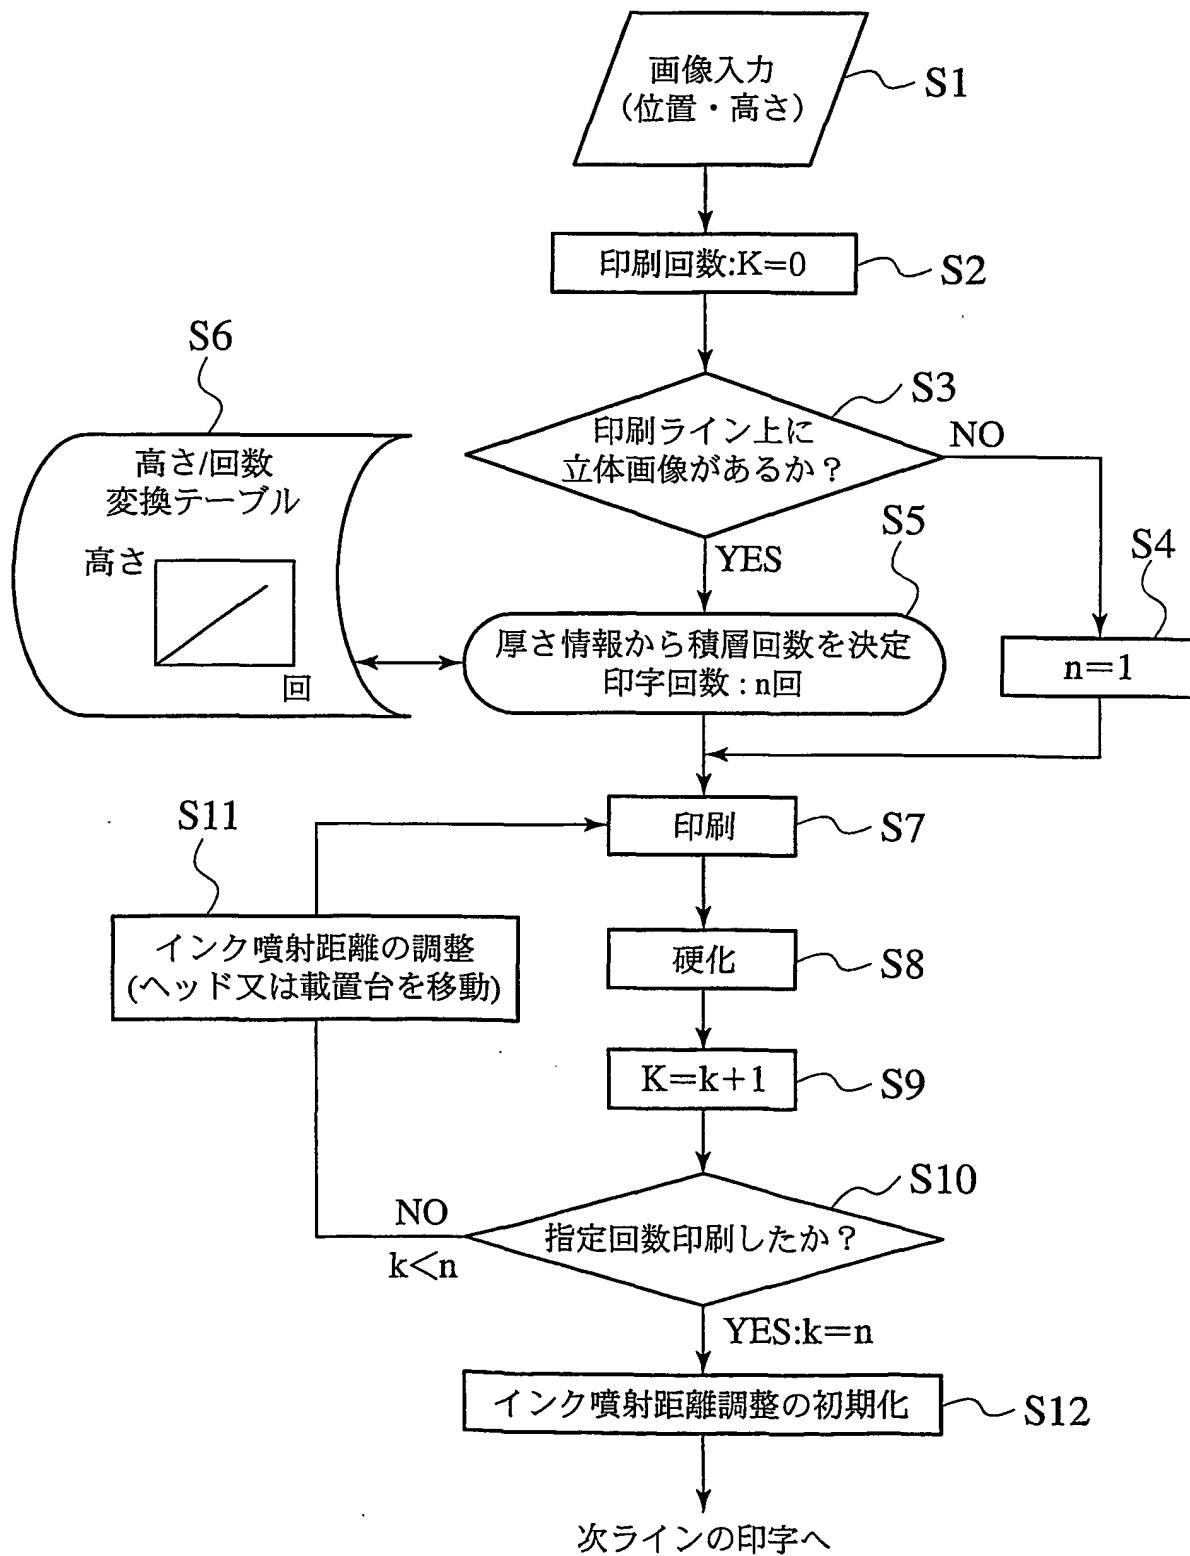 画像入力
（位置・高さ）
S1
印刷回数:K=0
S2
S3
印刷ライン上に
立体画像があるか？
NO
YES
S4
n=1
S6
高さ/回数
変換テーブル
高さ
回
S5
厚さ情報から積層回数を決定
印字回数 : n回
印刷
S7
硬化
S8
K=k+1
S9
S10
指定回数印刷したか？
NO
k<n
S11
インク噴射距離の調整
(ヘッド又は載置台を移動)
YES:k=n
インク噴射距離調整の初期化
S12
次ラインの印字へ